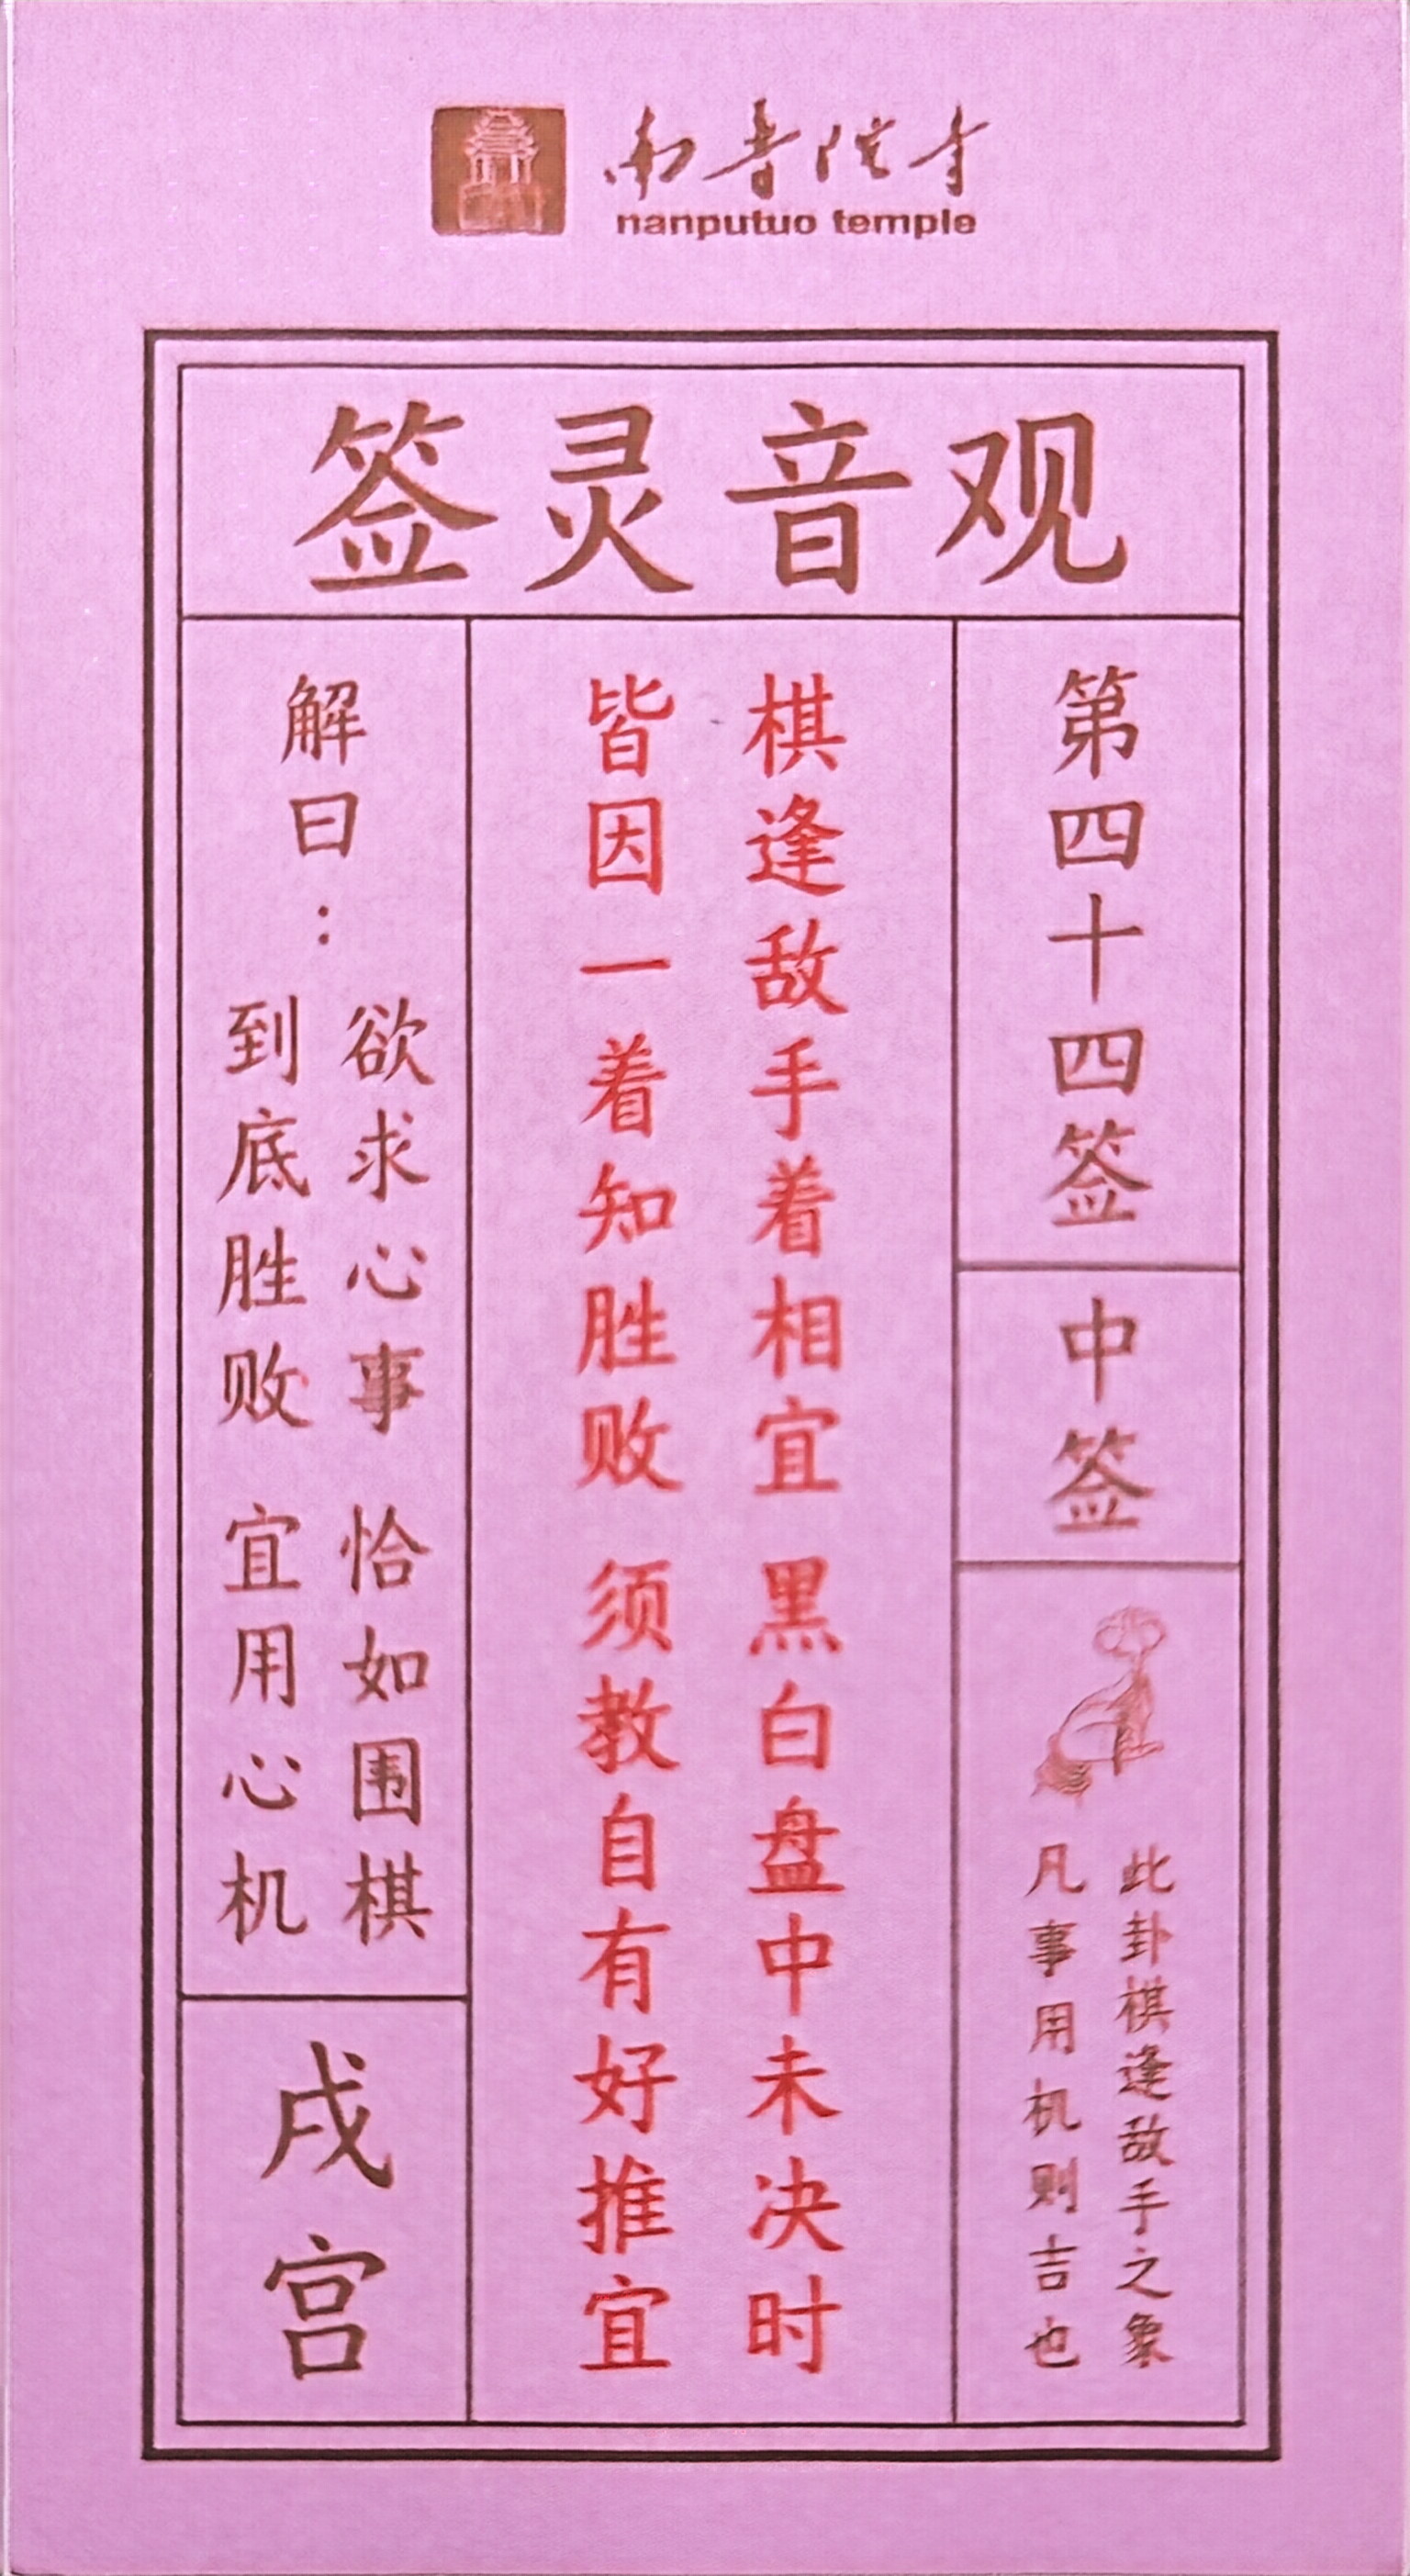 南普陀寺
nanputuo temple
观音灵签
第四十四签
中签
此卦棋逢敌手之象
凡事用机则吉也
棋逢敌手着相宜 黑白盘中未决时
皆因一着知胜败 须教自有好推宜
解曰：
欲求心事 恰如围棋
到底胜败 宜用心机
戌宫